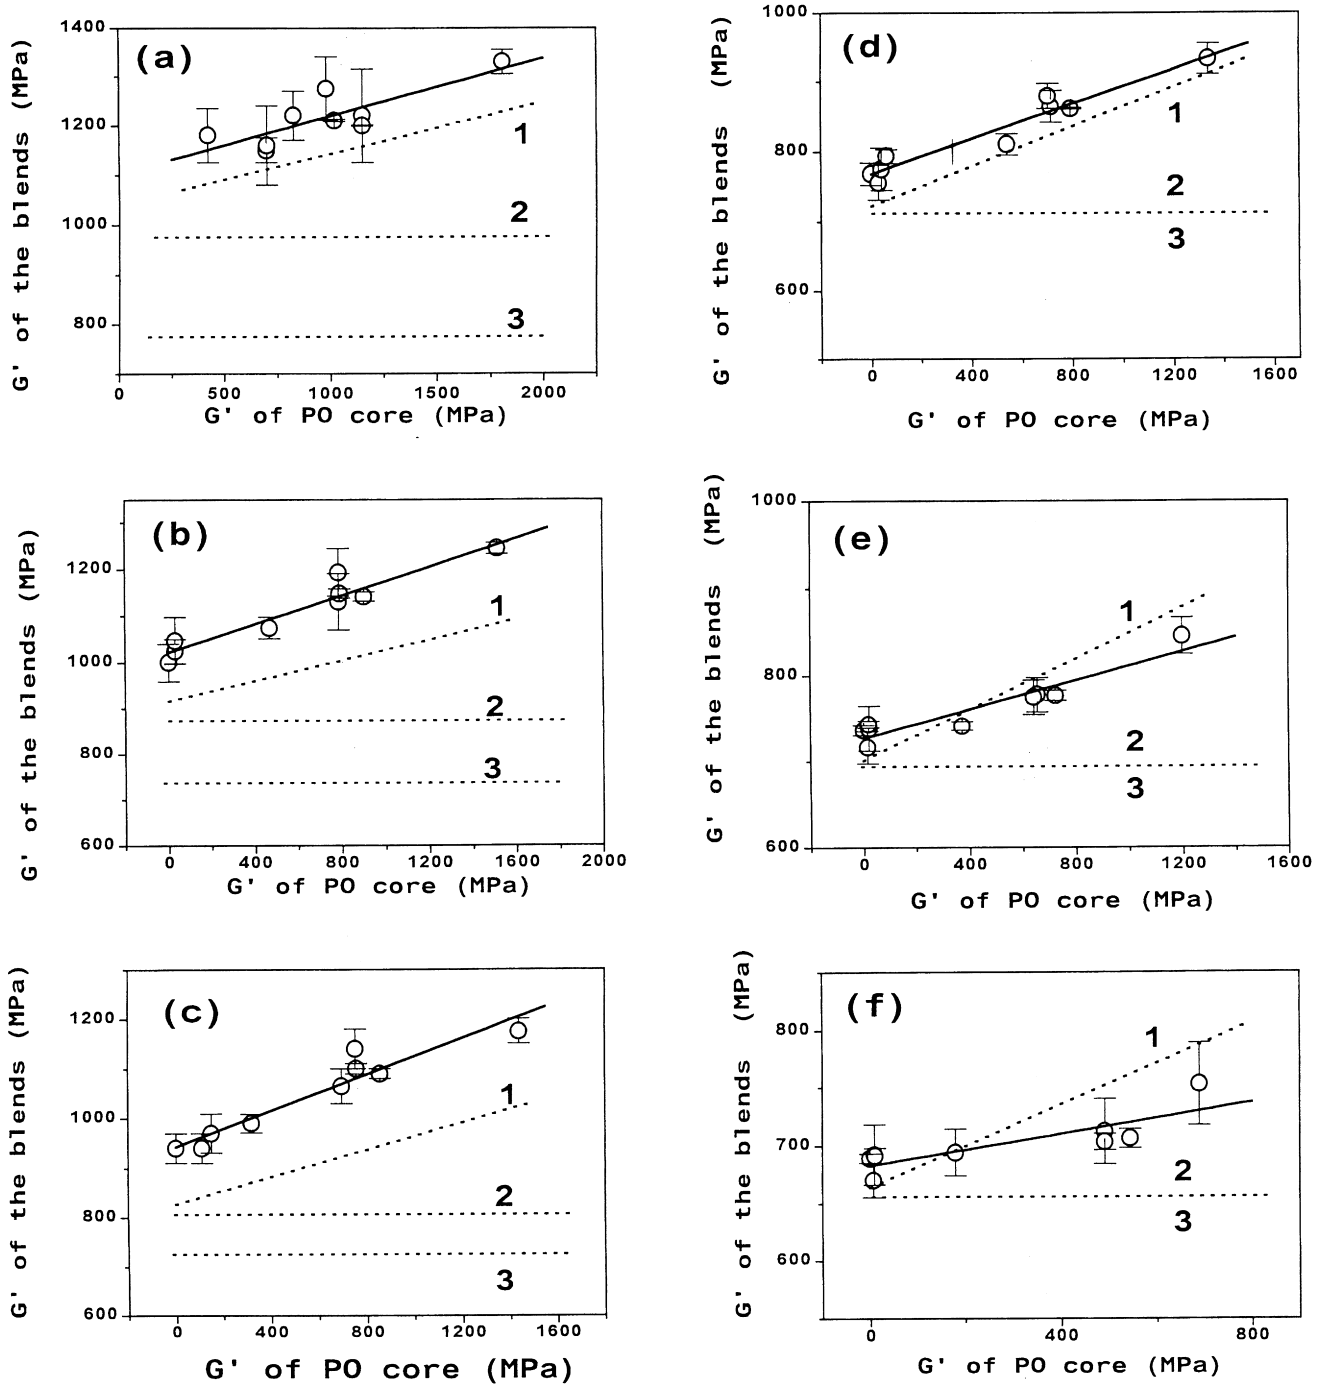 (a)
1400
1200
1000
800
1
2
3
0 500 1000 1500 2000
G' of PO core (MPa)
G' of the blends (MPa)
(d)
1000
800
600
1
2
3
0 400 800 1200 1600
G' of PO core (MPa)
G' of the blends (MPa)
(b)
1200
1000
800
600
1
2
3
0 400 800 1200 1600 2000
G' of PO core (MPa)
G' of the blends (MPa)
(e)
1000
800
600
1
2
3
0 400 800 1200 1600
G' of PO core (MPa)
G' of the blends (MPa)
(c)
1200
1000
800
600
1
2
3
0 400 800 1200 1600
G' of PO core (MPa)
G' of the blends (MPa)
(f)
800
700
600
1
2
3
0 400 800
G' of PO core (MPa)
G' of the blends (MPa)